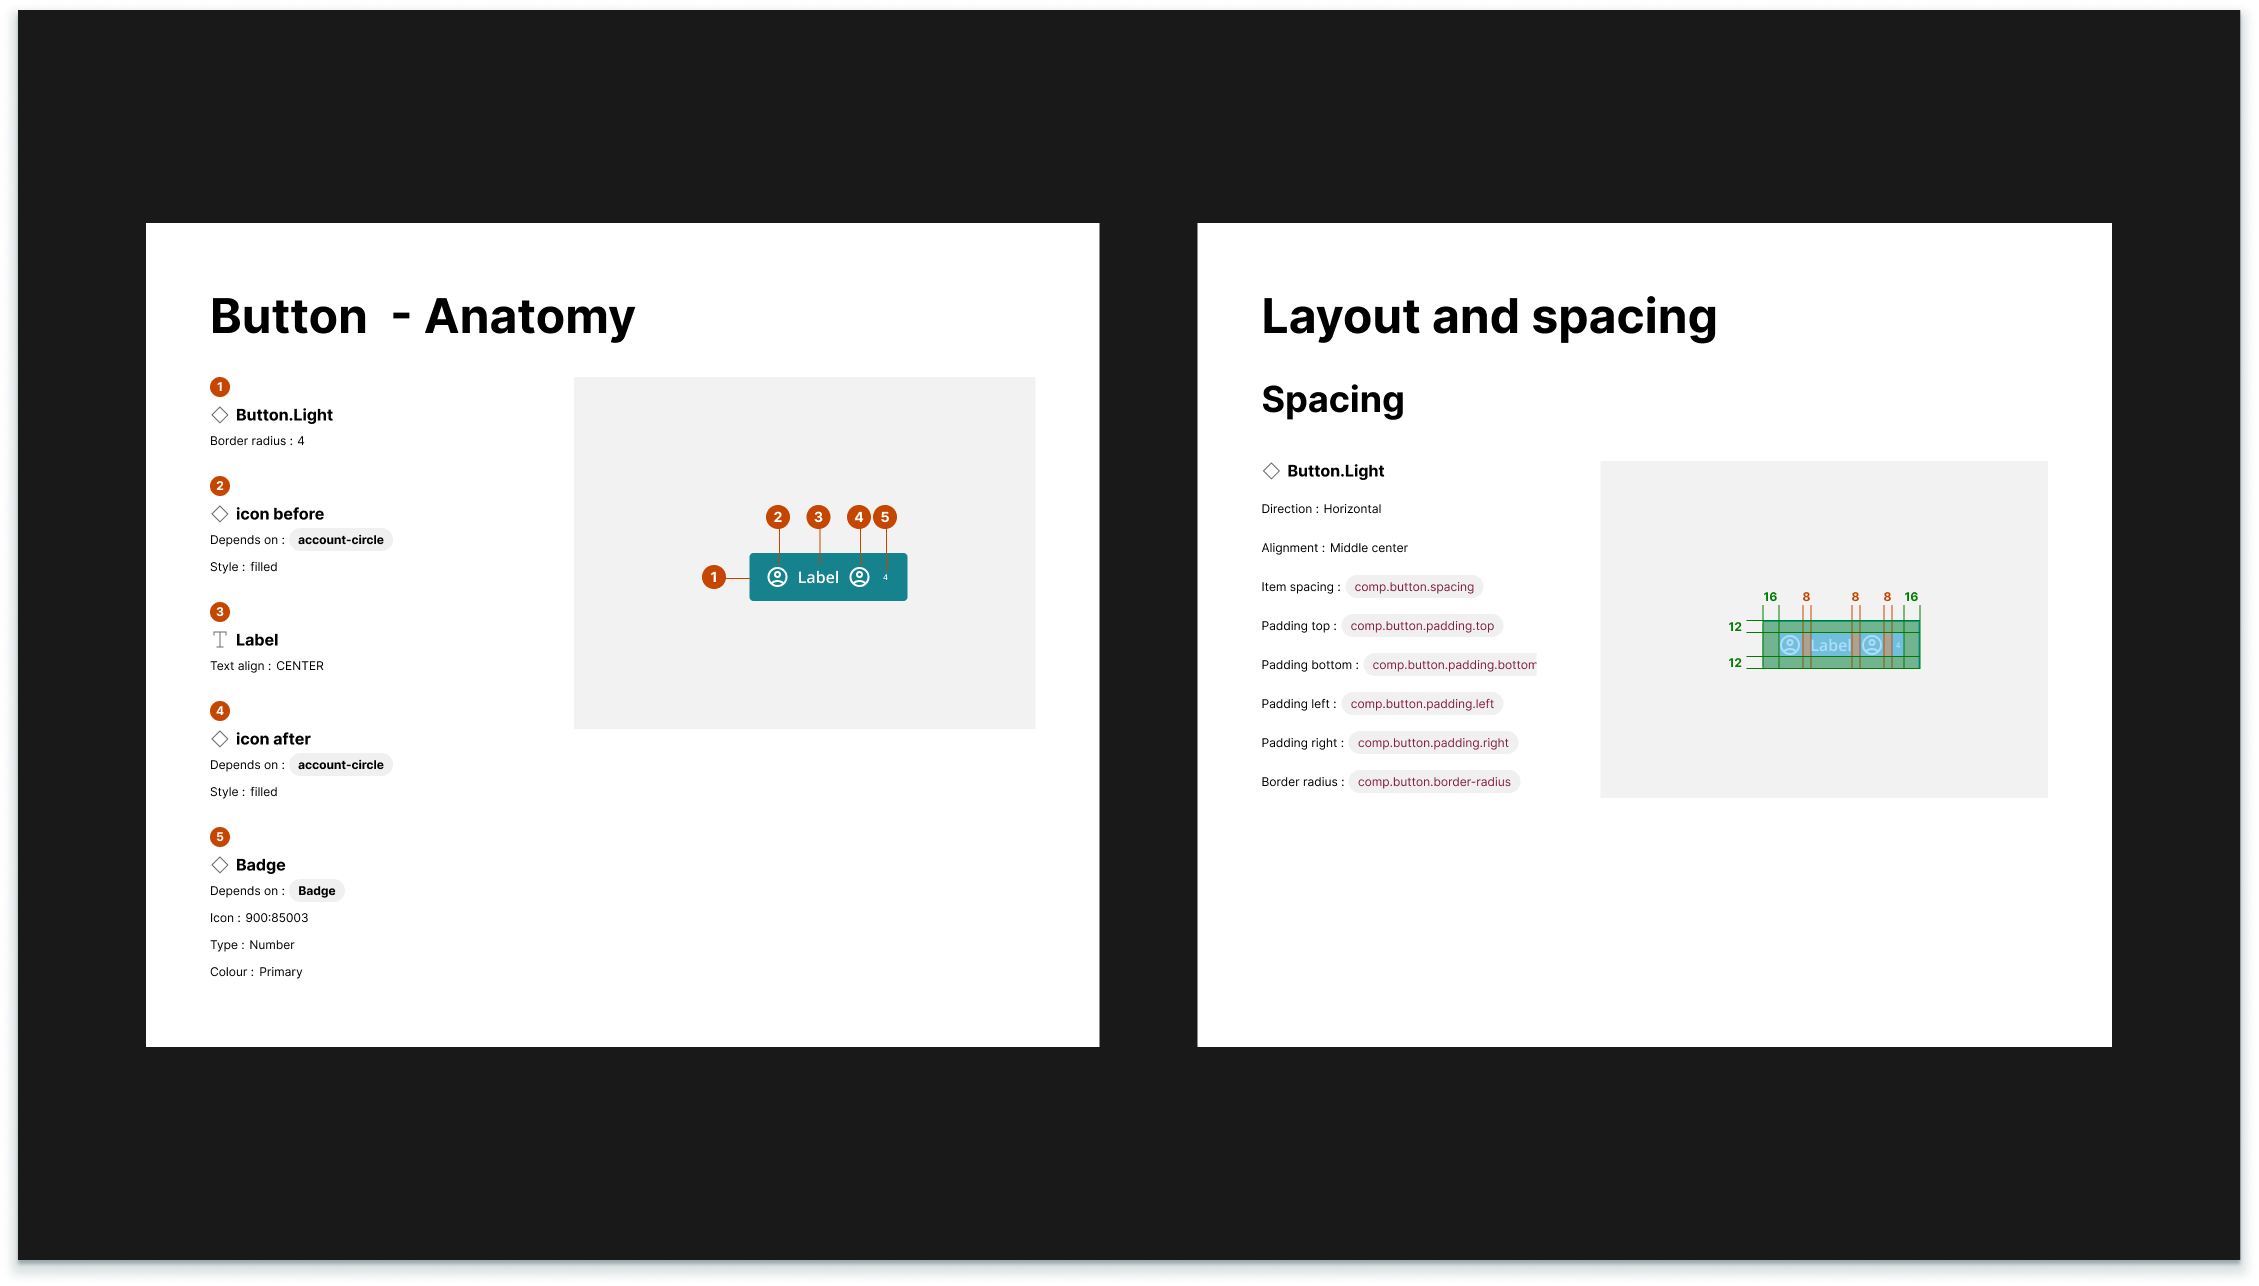 Button - Anatomy
1
Button.Light
Border radius : 4
2
icon before
Depends on : account-circle
Style : filled
3
Label
Text align : CENTER
4
icon after
Depends on : account-circle
Style : filled
5
Badge
Depends on : Badge
Icon : 900:85003
Type : Number
Colour : Primary
2 3 4 5
1 Label 4
Layout and spacing
Spacing
Button.Light
Direction : Horizontal
Alignment : Middle center
Item spacing : comp.button.spacing
Padding top : comp.button.padding.top
Padding bottom : comp.button.padding.bottom
Padding left : comp.button.padding.left
Padding right : comp.button.padding.right
Border radius : comp.button.border-radius
16 8 8 8 16
12
Label 4
12